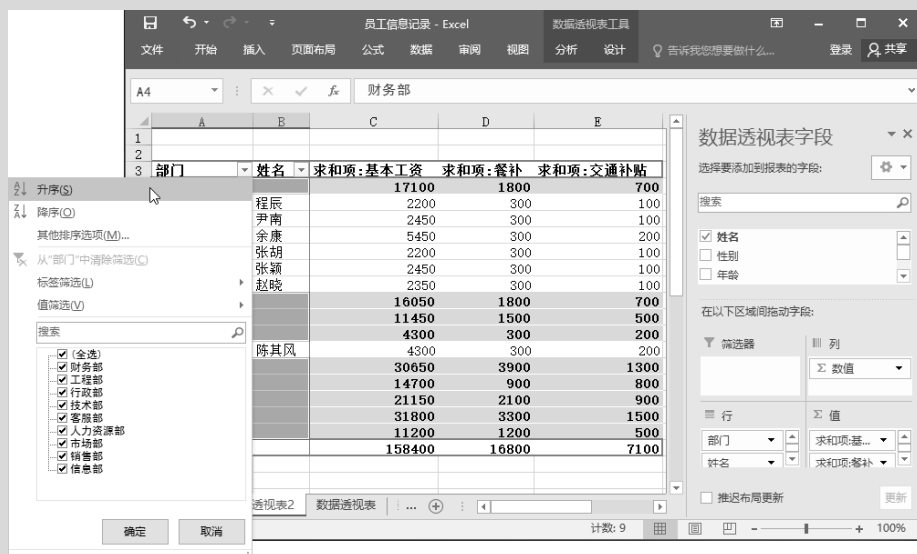 员工信息记录 - Excel
数据透视表工具
文件 开始 插入 页面布局 公式 数据 审阅 视图 分析 设计 告诉我您想要做什么... 登录 共享
A4 fx 财务部
A B C D E
1
2
3 部门 姓名 求和项:基本工资 求和项:餐补 求和项:交通补贴
17100 1800 700
程辰 2200 300 100
尹南 2450 300 100
余康 5450 300 200
张胡 2200 300 100
张颖 2450 300 100
赵晓 2350 300 100
16050 1800 700
11450 1500 500
4300 300 200
陈其风 4300 300 200
30650 3900 1300
14700 900 800
21150 2100 900
31800 3300 1500
11200 1200 500
158400 16800 7100
升序(S)
降序(O)
其他排序选项(M)...
从"部门"中清除筛选(C)
标签筛选(L)
值筛选(V)
搜索
(全选)
财务部
工程部
行政部
技术部
客服部
人力资源部
市场部
销售部
信息部
确定 取消
透视表2 数据透视表 ...
计数: 9 100%
数据透视表字段
选择要添加到报表的字段:
搜索
姓名
性别
年龄
在以下区域间拖动字段:
筛选器 列
Σ 数值
行 Σ 值
部门 求和项:基...
姓名 求和项:餐补
推迟布局更新 更新